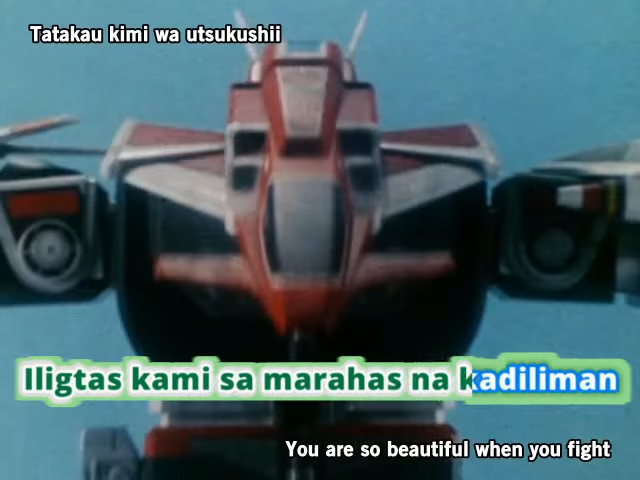 Tatakau kimi wa utsukushii
Iligtas kami sa marahas na kadiliman
You are so beautiful when you fight